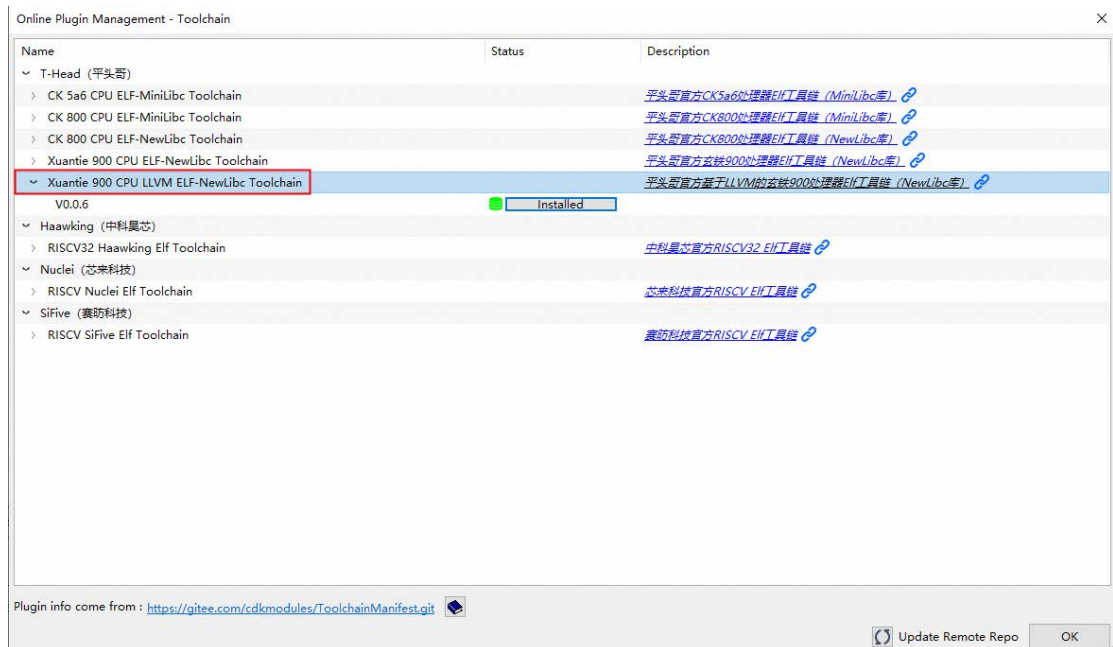 Online Plugin Management - Toolchain
Name Status Description
T-Head (平头哥)
CK 5a6 CPU ELF-MiniLibc Toolchain 平头哥官方CK5a6处理器Elf工具链 (MiniLibc库)
CK 800 CPU ELF-MiniLibc Toolchain 平头哥官方CK800处理器Elf工具链 (MiniLibc库)
CK 800 CPU ELF-NewLibc Toolchain 平头哥官方CK800处理器Elf工具链 (NewLibc库)
Xuantie 900 CPU ELF-NewLibc Toolchain 平头哥官方玄铁900处理器Elf工具链 (NewLibc库)
Xuantie 900 CPU LLVM ELF-NewLibc Toolchain 平头哥官方基于LLVM的玄铁900处理器Elf工具链 (NewLibc库)
V0.0.6 Installed
Haawking (中科昊芯)
RISCV32 Haawking Elf Toolchain 中科昊芯官方RISCV32 Elf工具链
Nuclei (芯来科技)
RISCV Nuclei Elf Toolchain 芯来科技官方RISCV Elf工具链
SiFive (赛昉科技)
RISCV SiFive Elf Toolchain 赛昉科技官方RISCV Elf工具链
Plugin info come from : https://gitee.com/cdkmodules/ToolchainManifest.git
Update Remote Repo OK